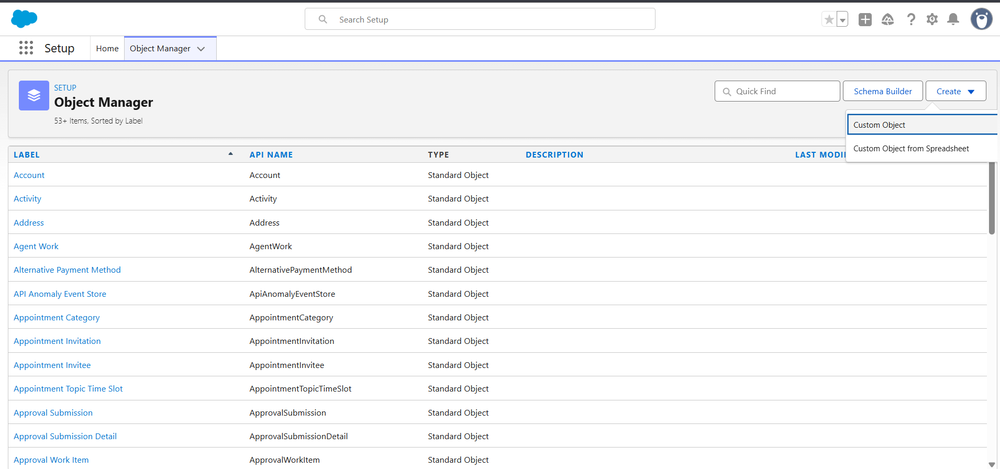 Search Setup
Setup
Home
Object Manager
SETUP
Object Manager
53+ Items, Sorted by Label
Quick Find
Schema Builder
Create
Custom Object
Custom Object from Spreadsheet
LABEL API NAME TYPE DESCRIPTION LAST MODI
Account Account Standard Object
Activity Activity Standard Object
Address Address Standard Object
Agent Work AgentWork Standard Object
Alternative Payment Method AlternativePaymentMethod Standard Object
API Anomaly Event Store ApiAnomalyEventStore Standard Object
Appointment Category AppointmentCategory Standard Object
Appointment Invitation AppointmentInvitation Standard Object
Appointment Invitee AppointmentInvitee Standard Object
Appointment Topic Time Slot AppointmentTopicTimeSlot Standard Object
Approval Submission ApprovalSubmission Standard Object
Approval Submission Detail ApprovalSubmissionDetail Standard Object
Approval Work Item ApprovalWorkItem Standard Object